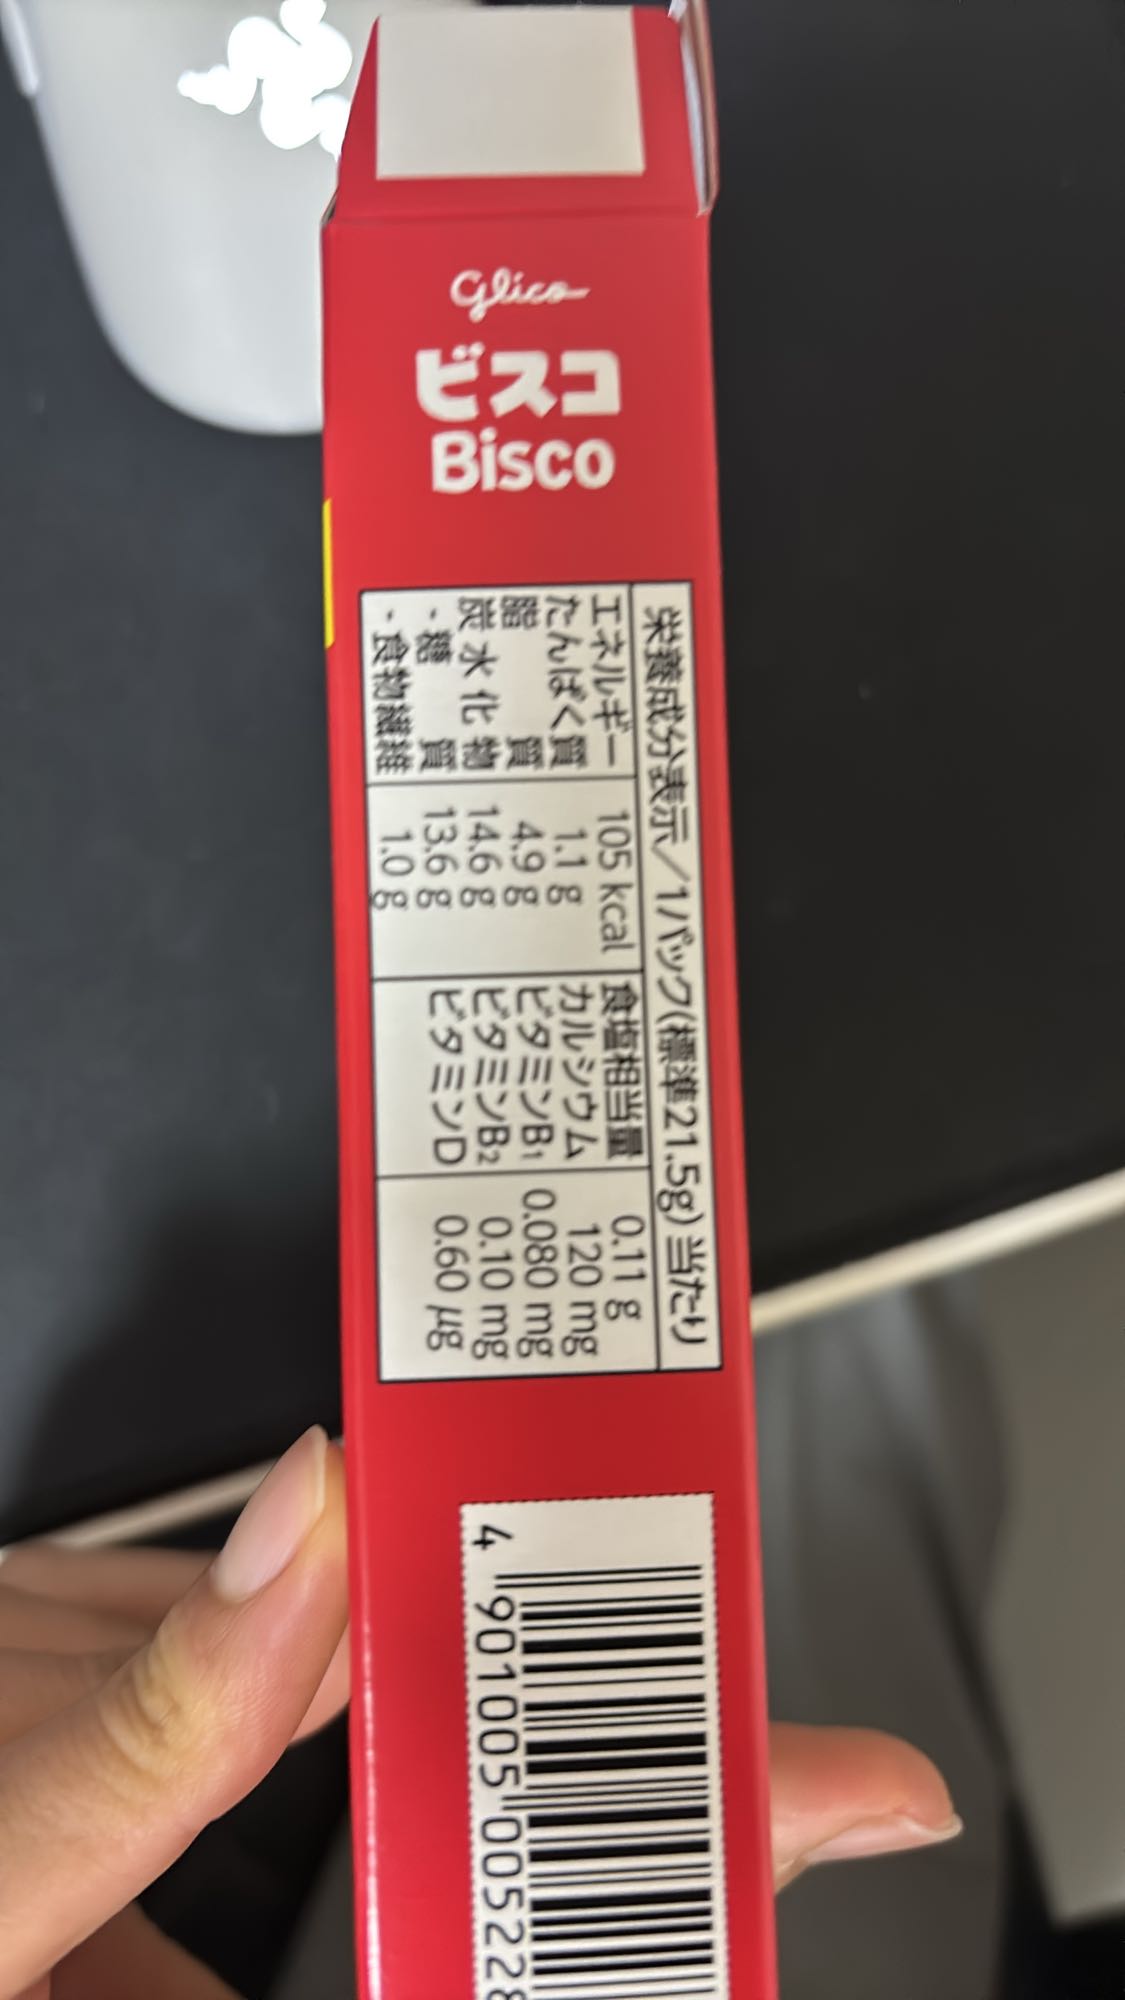 Glico
ビスコ
Bisco
栄養成分表示／1パック(標準21.5g)当たり
エネルギー 105 kcal 食塩相当量 0.11 g
たんぱく質 1.1 g カルシウム 120 mg
脂質 4.9 g ビタミンB1 0.080 mg
炭水化物 14.6 g ビタミンB2 0.10 mg
・糖質 13.6 g ビタミンD 0.60 μg
・食物繊維 1.0 g
4 901005 005228